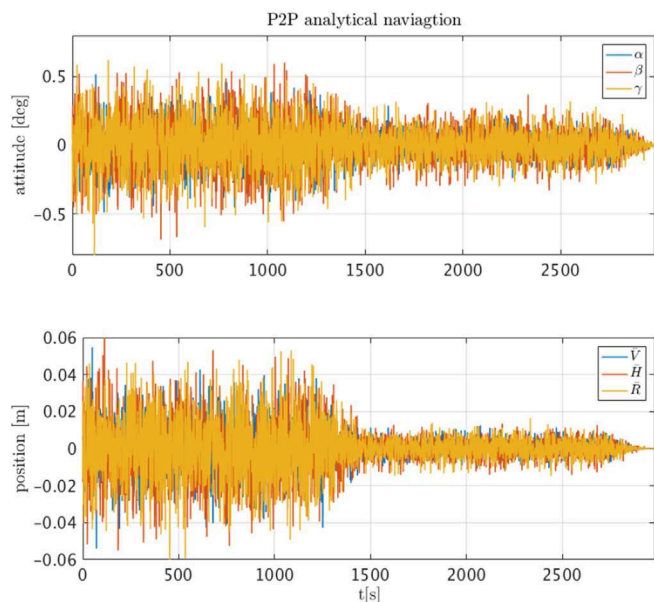 P2P analytical naviagtion
α
β
γ
attitude [deg]
0.5
0
−0.5
0 500 1000 1500 2000 2500
V̄
H̄
R̄
position [m]
0.06
0.04
0.02
0
-0.02
-0.04
-0.06
0 500 1000 1500 2000 2500
t[s]